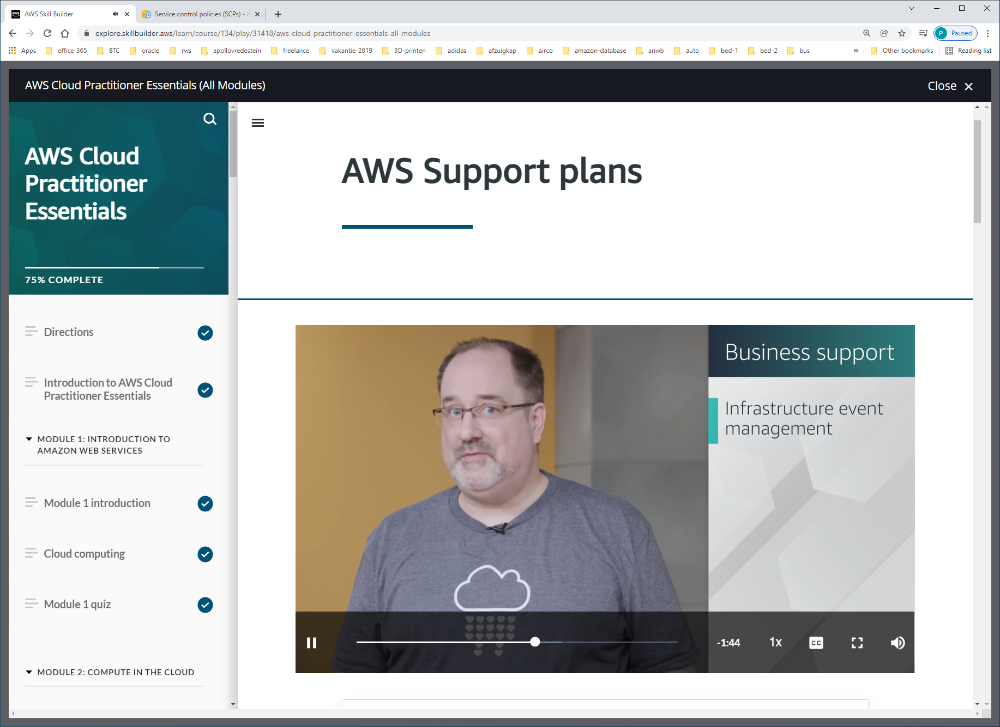 aws
AWS Skill Builder
Service control policies (SCPs) - A
explore.skillbuilder.aws/learn/course/134/play/31418/aws-cloud-practitioner-essentials-all-modules
P Paused
Apps office-365 BTC oracle rws apollovredestein freelance vakantie-2019 3D-printen adidas afzuigkap airco amazon-database anwb auto bed-1 bed-2 bus » Other bookmarks Reading list
AWS Cloud Practitioner Essentials (All Modules)
Close
AWS Cloud
Practitioner
Essentials
75% COMPLETE
Directions
Introduction to AWS Cloud
Practitioner Essentials
MODULE 1: INTRODUCTION TO
AMAZON WEB SERVICES
Module 1 introduction
Cloud computing
Module 1 quiz
MODULE 2: COMPUTE IN THE CLOUD
AWS Support plans
Business support
Infrastructure event
management
-1:44 1x CC